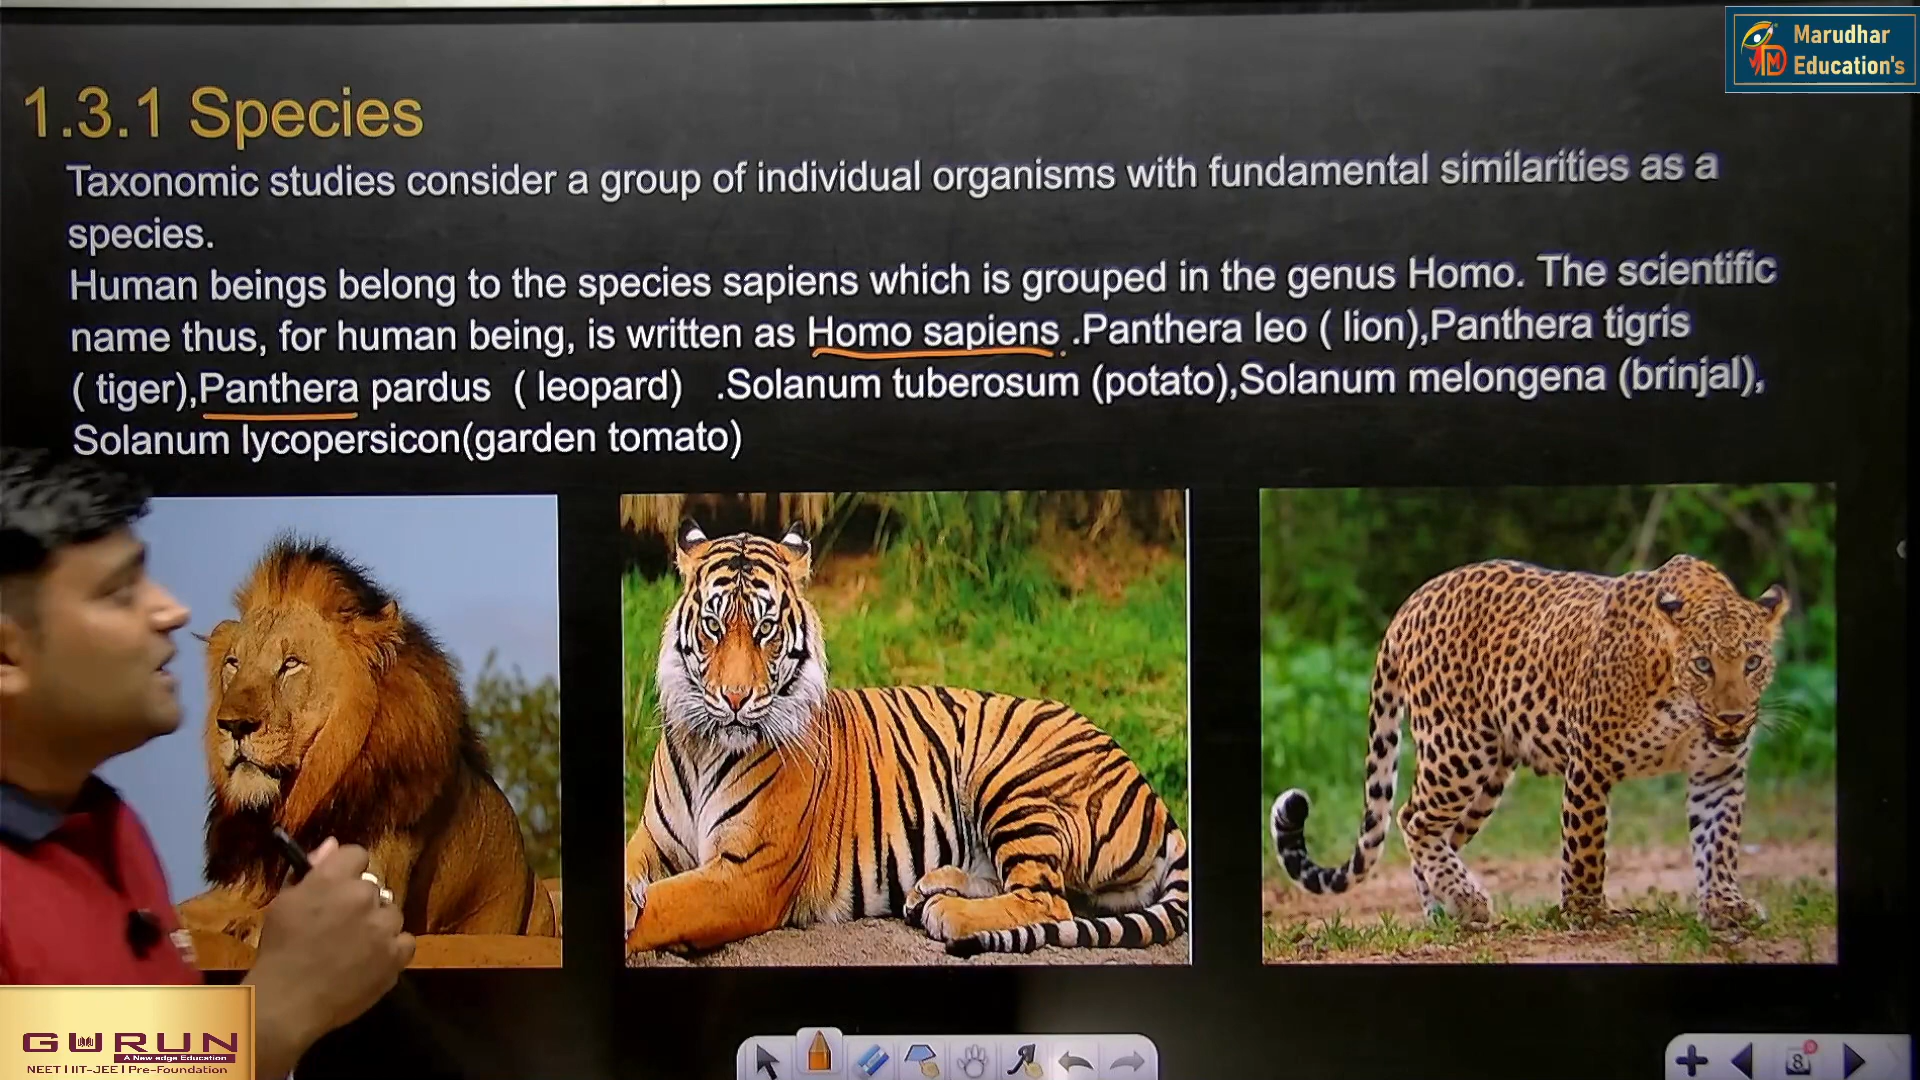 Marudhar
Education's
1.3.1 Species
Taxonomic studies consider a group of individual organisms with fundamental similarities as a
species.
Human beings belong to the species sapiens which is grouped in the genus Homo. The scientific
name thus, for human being, is written as Homo sapiens .Panthera leo ( lion),Panthera tigris
( tiger),Panthera pardus ( leopard) .Solanum tuberosum (potato),Solanum melongena (brinjal),
Solanum lycopersicon(garden tomato)
GURUN
A New edge Education
NEET I IIT-JEE I Pre-Foundation
8